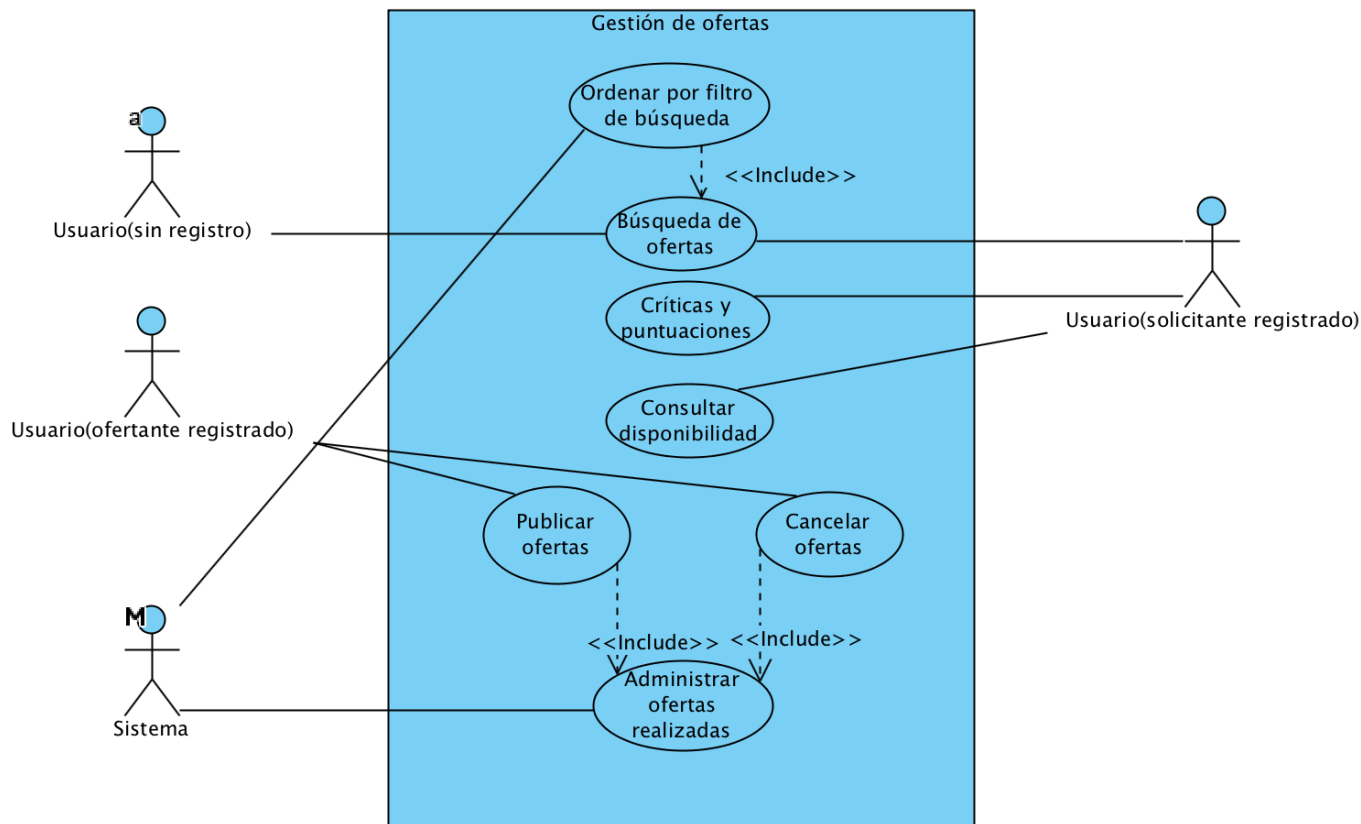 Gestión de ofertas
Ordenar por filtro
de búsqueda
a
<<Include>>
Usuario(sin registro)
Búsqueda de
ofertas
Críticas y
puntuaciones
Usuario(solicitante registrado)
Consultar
disponibilidad
Usuario(ofertante registrado)
Publicar
ofertas
Cancelar
ofertas
M
<<Include>>
<<Include>>
Administrar
ofertas
realizadas
Sistema